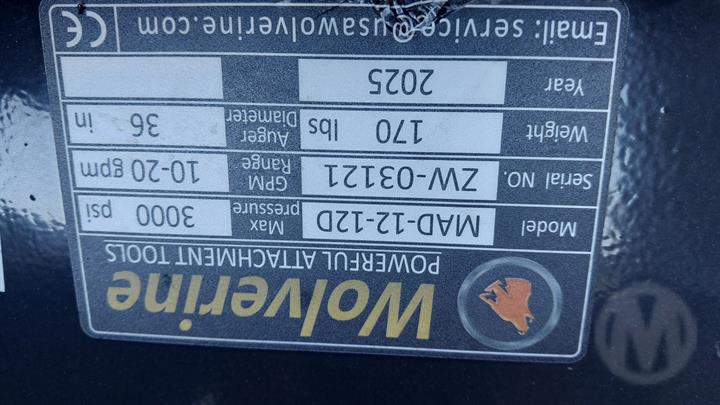 Wolverine
POWERFUL ATTACHMENT TOOLS
Model MAD-12-12D Max pressure 3000 psi
Serial NO. ZW-03121 GPM Range 10-20 gpm
Weight 170 lbs Auger Diameter 36 in
Year 2025
Email: service@usawolverine.com CE
M